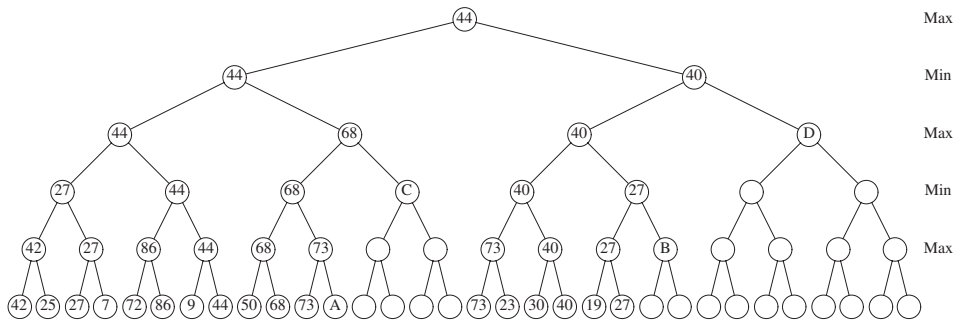 44 Max
44 40 Min
44 68 40 D Max
27 44 68 C 40 27 Min
42 27 86 44 68 73 73 40 27 B Max
42 25 27 7 72 86 9 44 50 68 73 A 73 23 30 40 19 27